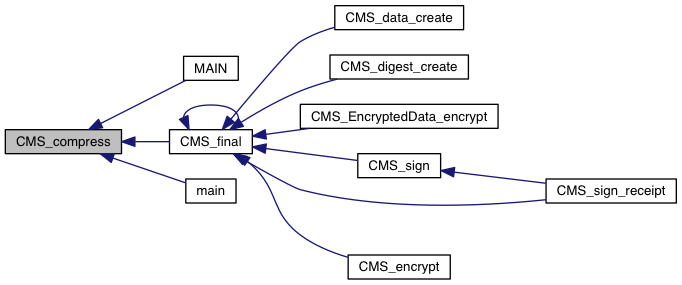 CMS_data_create
MAIN
CMS_digest_create
CMS_EncryptedData_encrypt
CMS_compress
CMS_final
CMS_sign
main
CMS_sign_receipt
CMS_encrypt